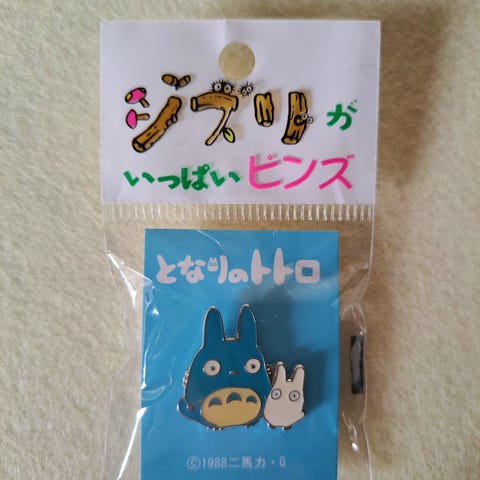 ジブリが
いっぱいピンズ
となりのトトロ
©1988二馬力・G